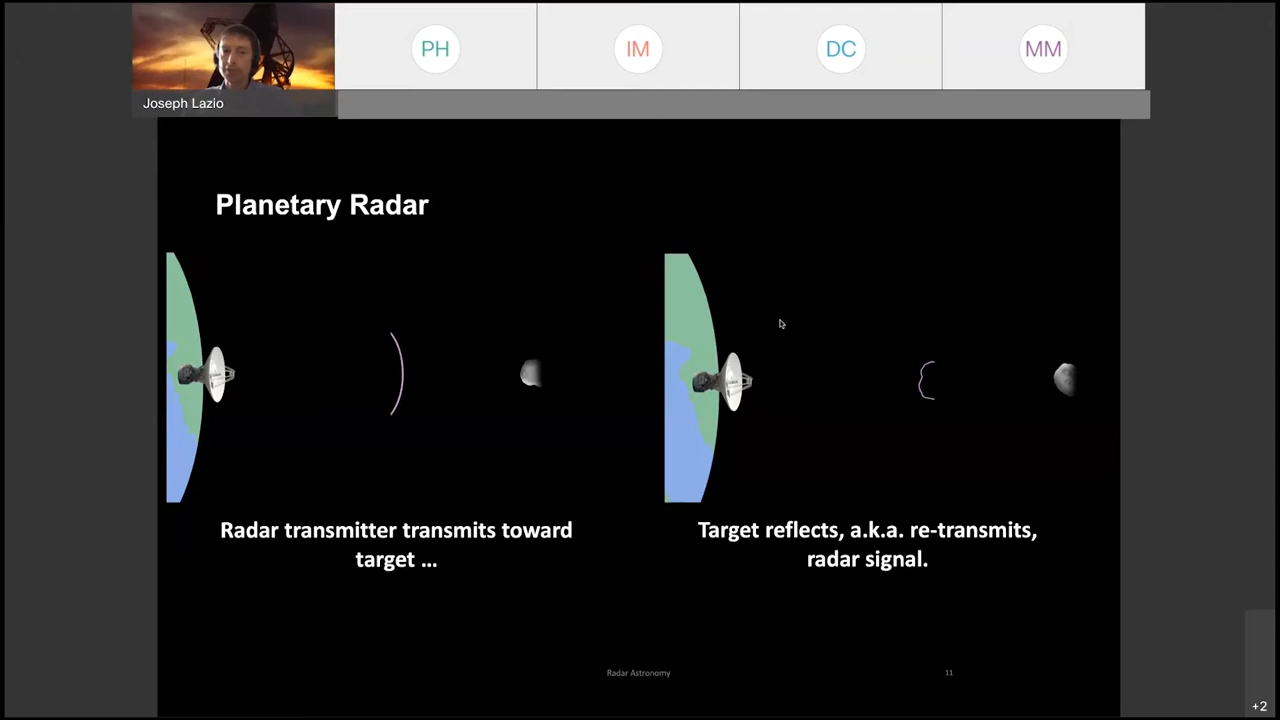 PH
IM
DC
MM
Joseph Lazio
Planetary Radar
Radar transmitter transmits toward
target ...
Target reflects, a.k.a. re-transmits,
radar signal.
Radar Astronomy
11
+2